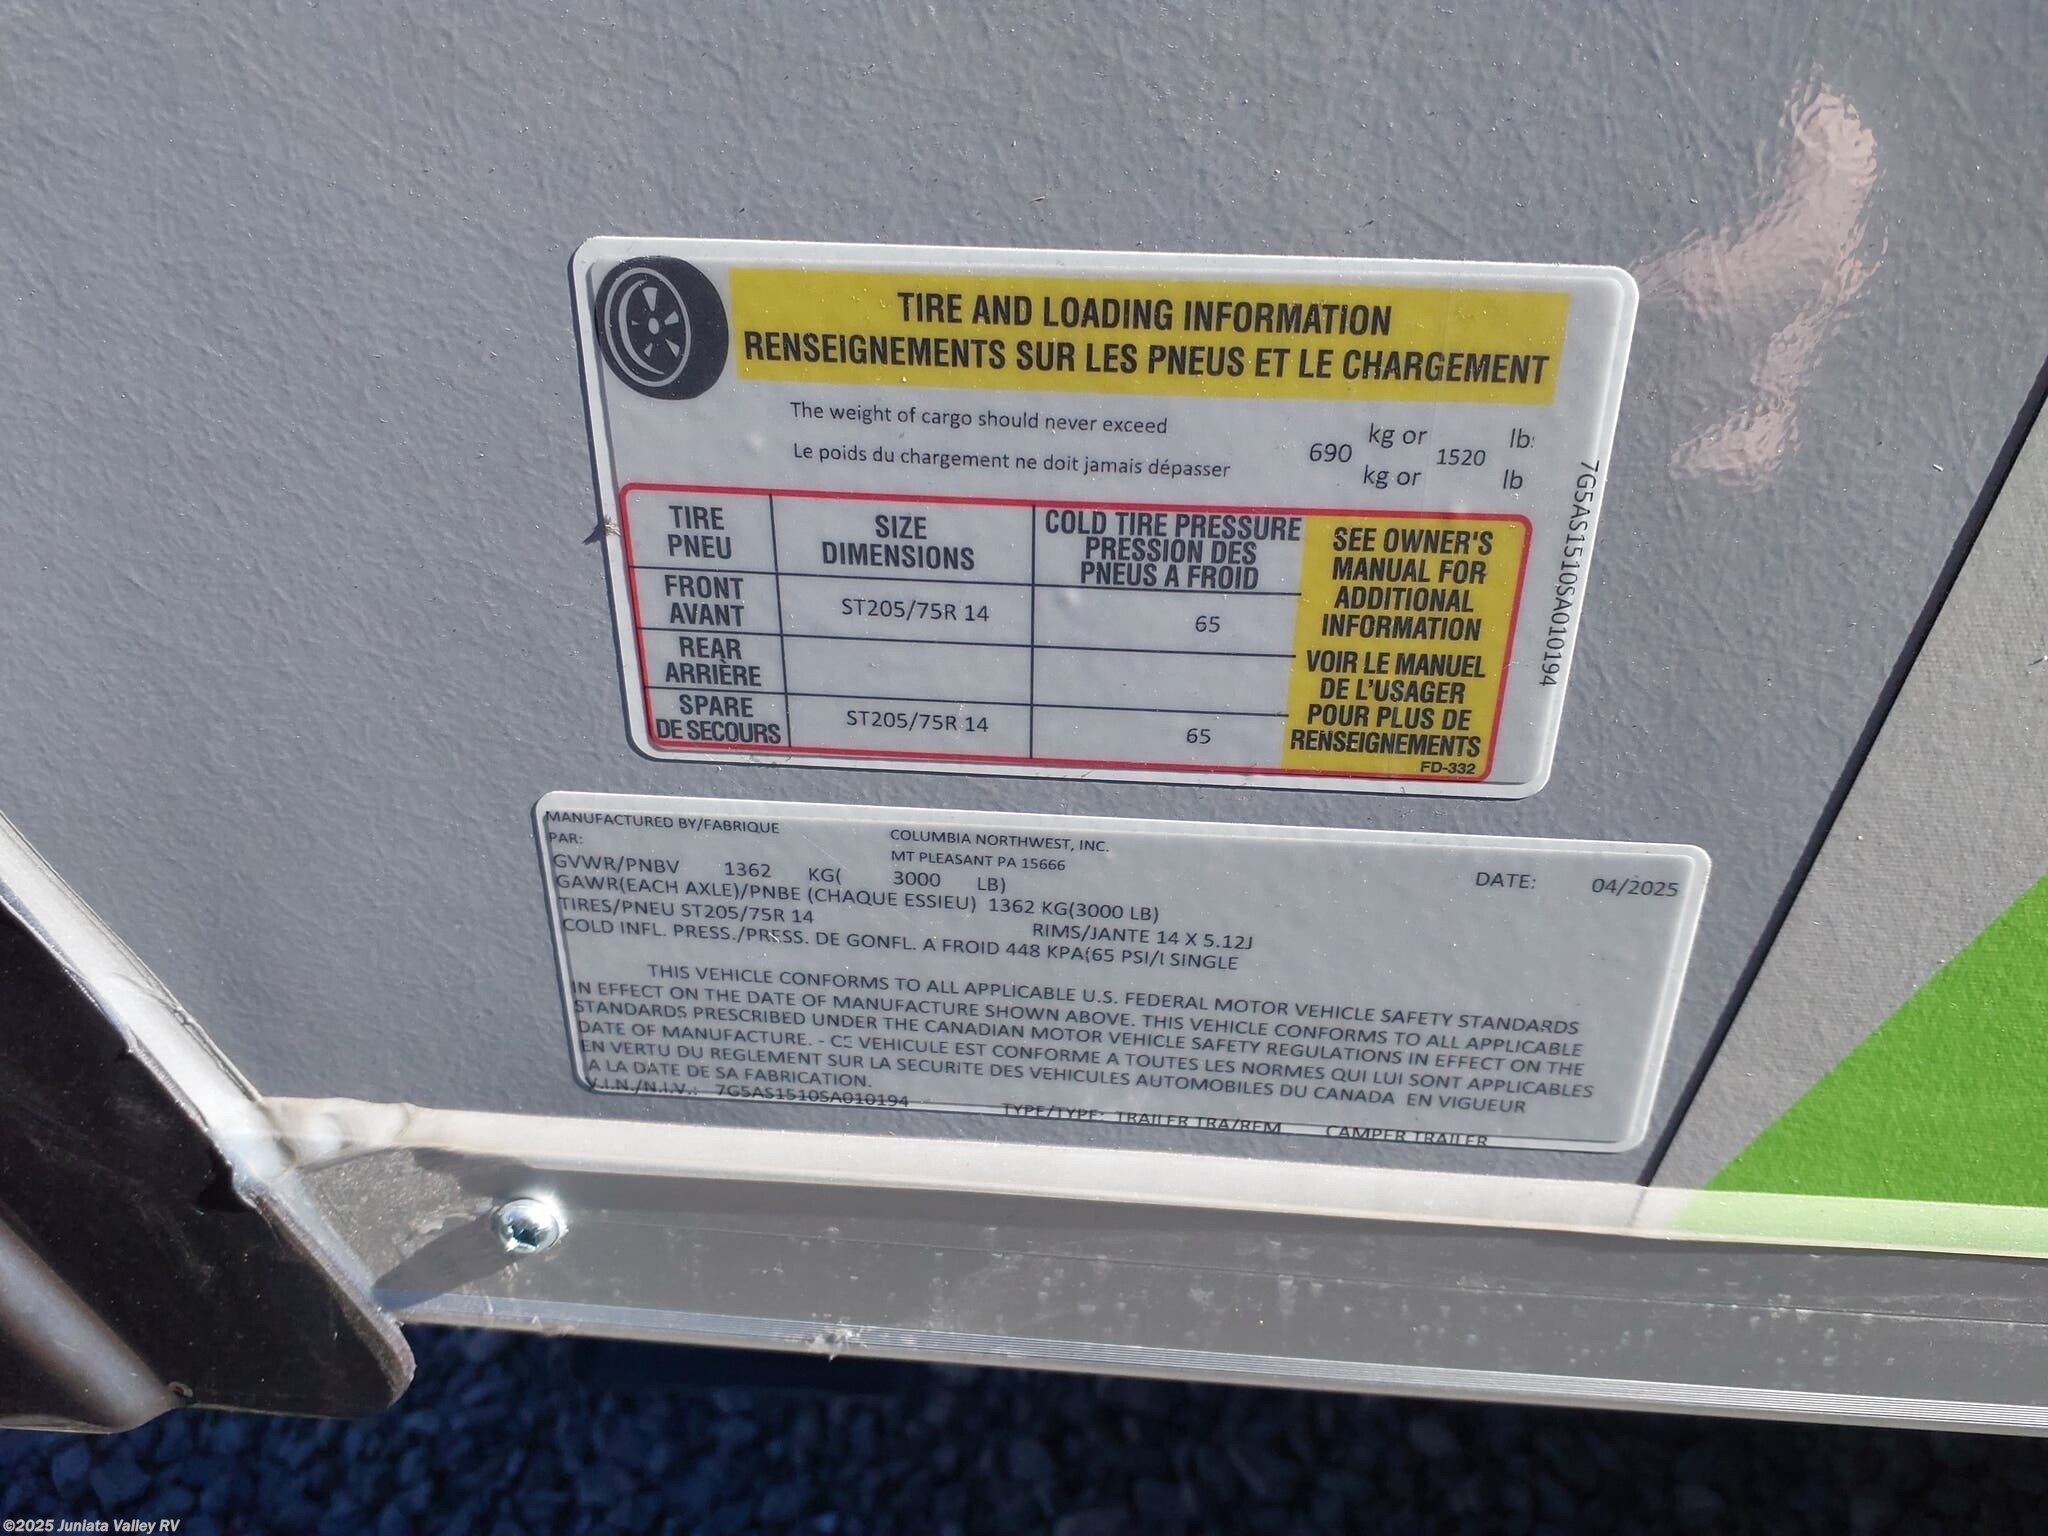 TIRE AND LOADING INFORMATION
RENSEIGNEMENTS SUR LES PNEUS ET LE CHARGEMENT
The weight of cargo should never exceed kg or lb
Le poids du chargement ne doit jamais dépasser 690 kg or 1520 lb
TIRE PNEU
SIZE DIMENSIONS
COLD TIRE PRESSURE
PRESSION DES
PNEUS A FROID
FRONT AVANT
ST205/75R 14
65
REAR ARRIÈRE
SPARE DE SECOURS
ST205/75R 14
65
SEE OWNER'S
MANUAL FOR
ADDITIONAL
INFORMATION
VOIR LE MANUEL
DE L'USAGER
POUR PLUS DE
RENSEIGNEMENTS
FD-332
7G5AS1510SA010194
MANUFACTURED BY/FABRIQUE
PAR:
COLUMBIA NORTHWEST, INC.
MT PLEASANT PA 15666
GVWR/PNBV 1362 KG( 3000 LB)
DATE: 04/2025
GAWR(EACH AXLE)/PNBE (CHAQUE ESSIEU) 1362 KG(3000 LB)
TIRES/PNEU ST205/75R 14 RIMS/JANTE 14 X 5.12J
COLD INFL. PRESS./PRESS. DE GONFL. A FROID 448 KPA(65 PSI/ SINGLE
THIS VEHICLE CONFORMS TO ALL APPLICABLE U.S. FEDERAL MOTOR VEHICLE SAFETY STANDARDS
IN EFFECT ON THE DATE OF MANUFACTURE SHOWN ABOVE. THIS VEHICLE CONFORMS TO ALL APPLICABLE
STANDARDS PRESCRIBED UNDER THE CANADIAN MOTOR VEHICLE SAFETY REGULATIONS IN EFFECT ON THE
DATE OF MANUFACTURE. - CE VEHICULE EST CONFORME A TOUTES LES NORMES QUI LUI SONT APPLICABLES
EN VERTU DU REGLEMENT SUR LA SECURITE DES VEHICULES AUTOMOBILES DU CANADA EN VIGUEUR
A LA DATE DE SA FABRICATION.
V.I.N./N.I.V.: 7G5AS1510SA010194 TYPE/TYPE: TRAILER TRA/REM CAMPER TRAILER
©2025 Juniata Valley RV